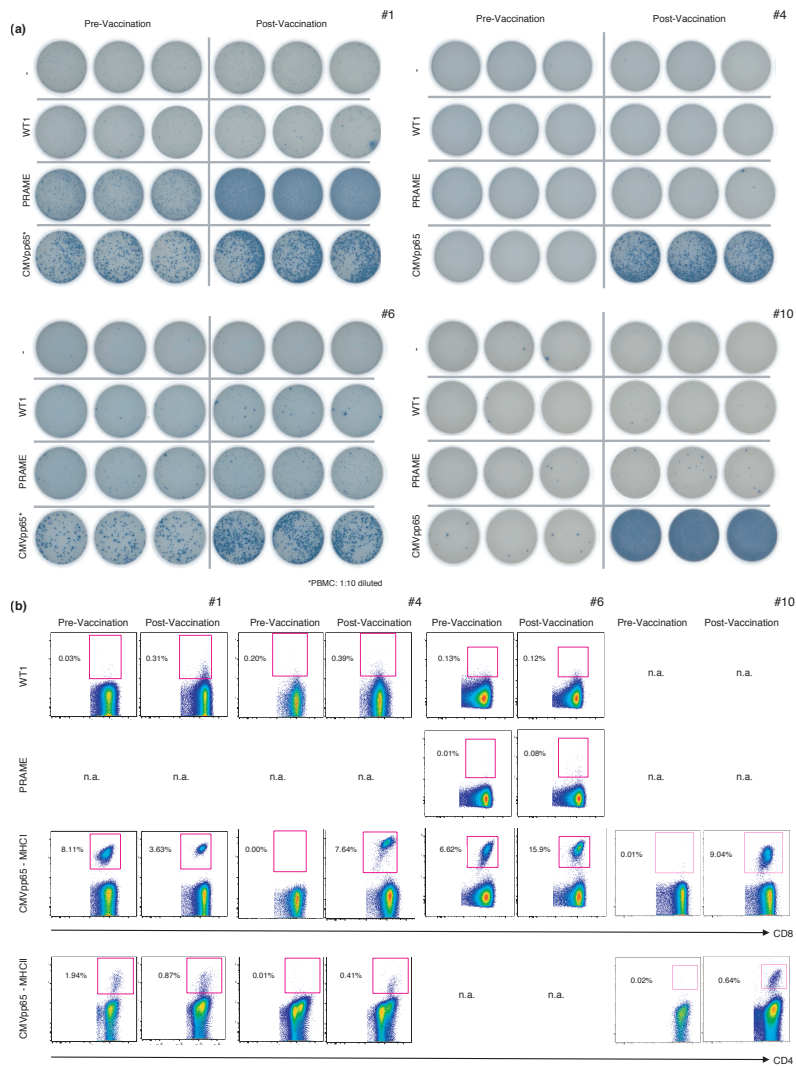 (a)
#1
Pre-Vaccination Post-Vaccination
-
WT1
PRAME
CMVpp65*
#4
Pre-Vaccination Post-Vaccination
-
WT1
PRAME
CMVpp65
#6
-
WT1
PRAME
CMVpp65*
#10
-
WT1
PRAME
CMVpp65
*PBMC: 1:10 diluted
(b)
#1 #4 #6 #10
Pre-Vaccination Post-Vaccination Pre-Vaccination Post-Vaccination Pre-Vaccination Post-Vaccination Pre-Vaccination Post-Vaccination
WT1
0.03% 0.31% 0.20% 0.39% 0.13% 0.12% n.a. n.a.
PRAME
n.a. n.a. n.a. n.a. 0.01% 0.08% n.a. n.a.
CMVpp65 - MHCI
8.11% 3.63% 0.00% 7.64% 6.62% 15.9% 0.01% 9.04%
CD8
CMVpp65 - MHCII
1.94% 0.87% 0.01% 0.41% n.a. n.a. 0.02% 0.64%
CD4